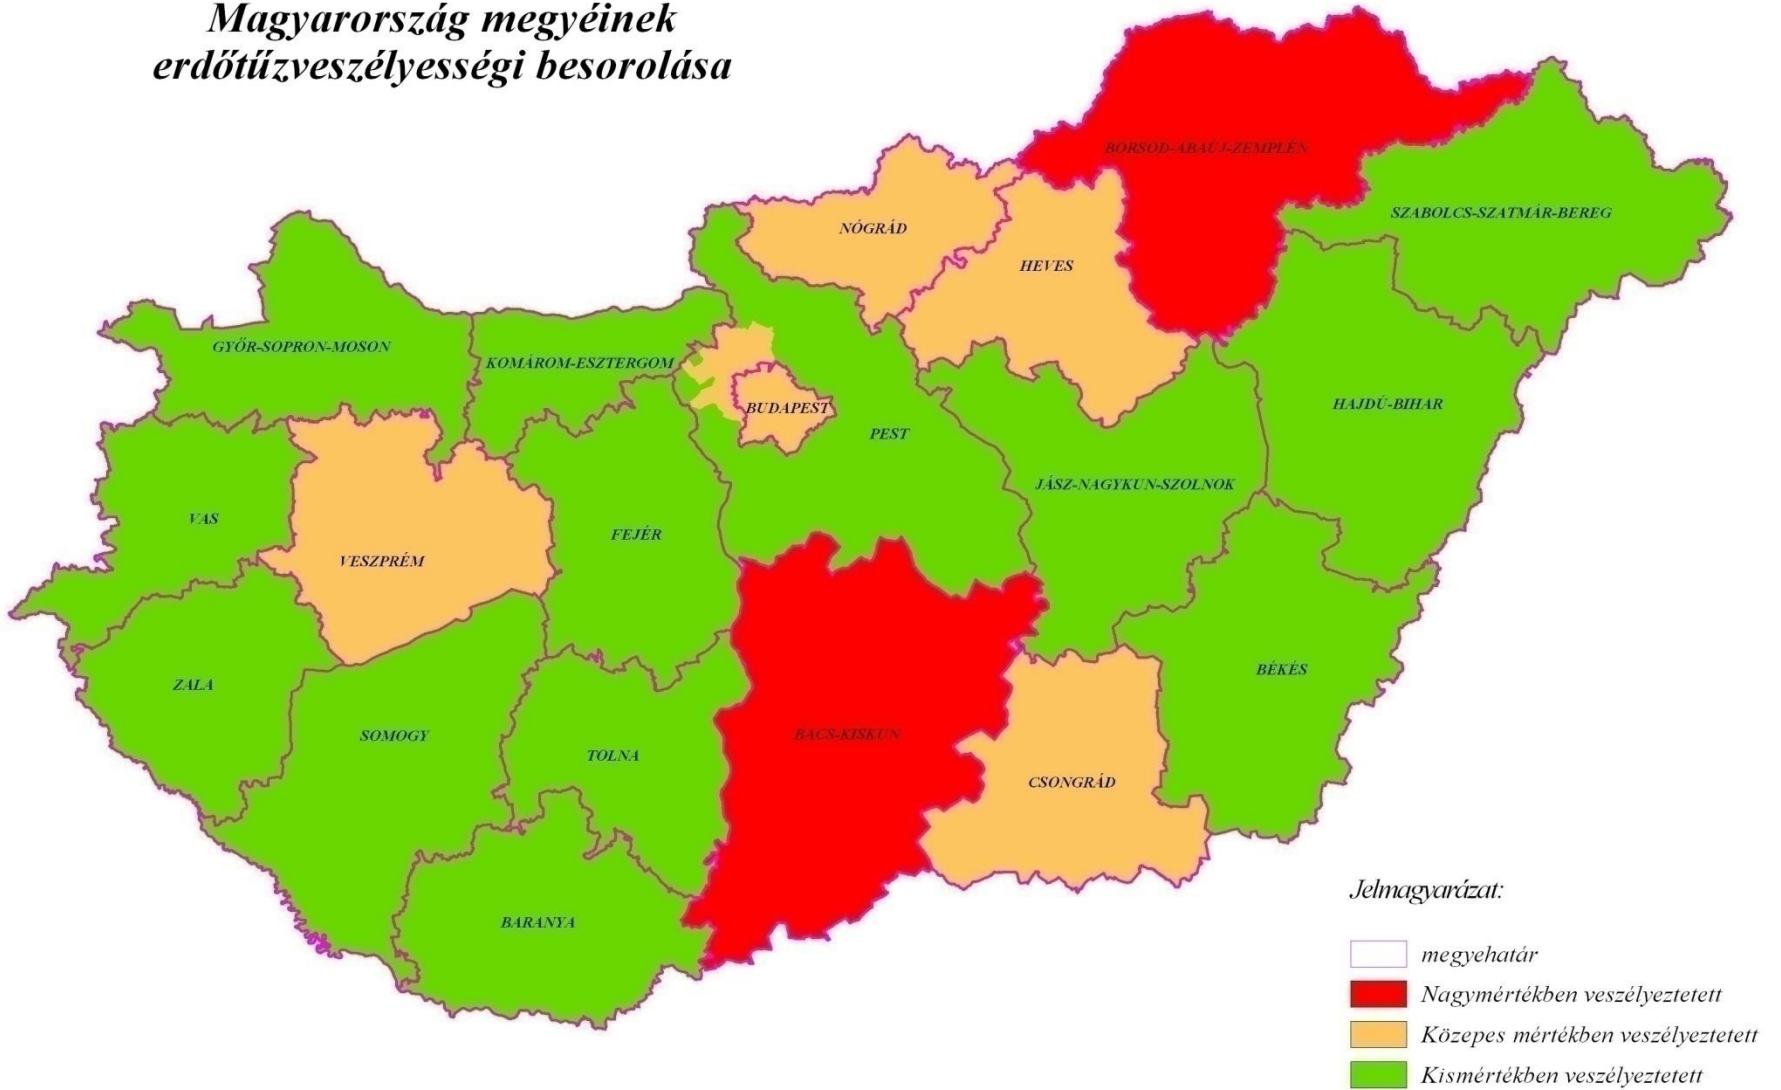 Magyarország megyéinek
erdőtűzveszélyességi besorolása
BORSOD-ABAÚJ-ZEMPLÉN
SZABOLCS-SZATMÁR-BEREG
NÓGRÁD
HEVES
GYŐR-SOPRON-MOSON
KOMÁROM-ESZTERGOM
BUDAPEST
HAJDÚ-BIHAR
PEST
JÁSZ-NAGYKUN-SZOLNOK
VAS
FEJÉR
VESZPRÉM
BÉKÉS
ZALA
SOMOGY
BÁCS-KISKUN
TOLNA
CSONGRÁD
BARANYA
Jelmagyarázat:
megyehatár
Nagymértékben veszélyeztetett
Közepes mértékben veszélyeztetett
Kismértékben veszélyeztetett